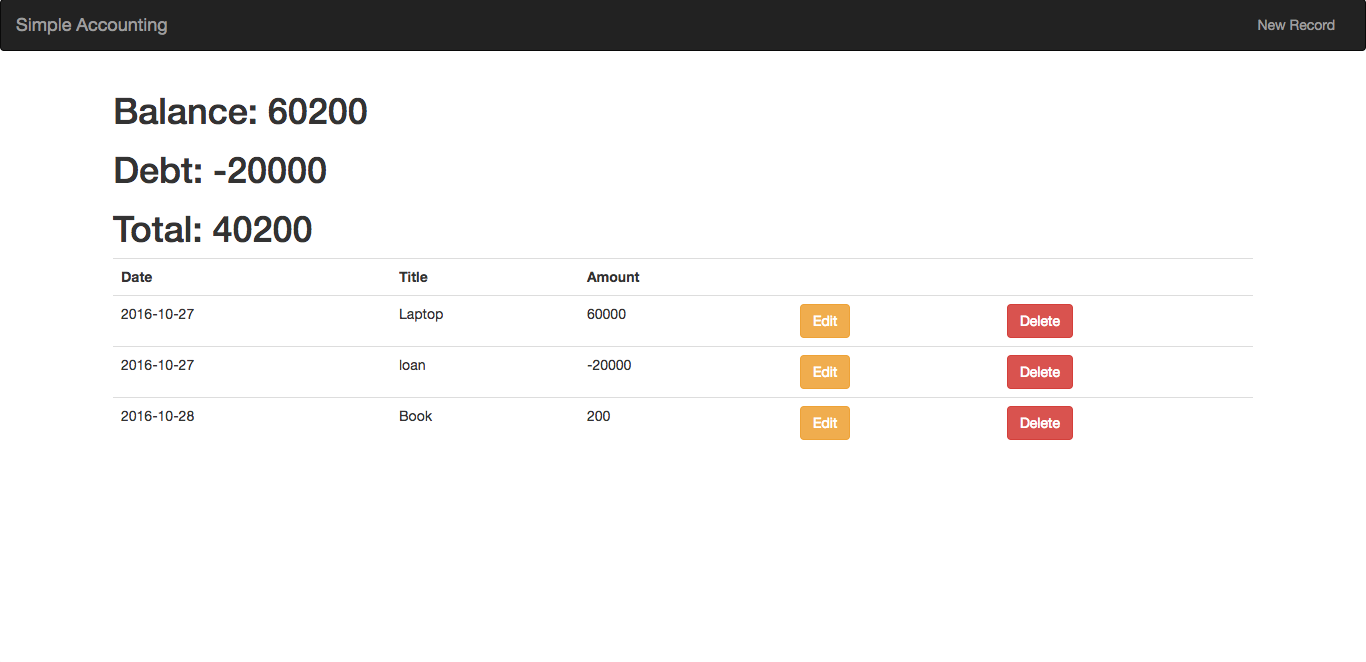 Simple Accounting New Record
Balance: 60200
Debt: -20000
Total: 40200
Date Title Amount
2016-10-27 Laptop 60000 Edit Delete
2016-10-27 loan -20000 Edit Delete
2016-10-28 Book 200 Edit Delete